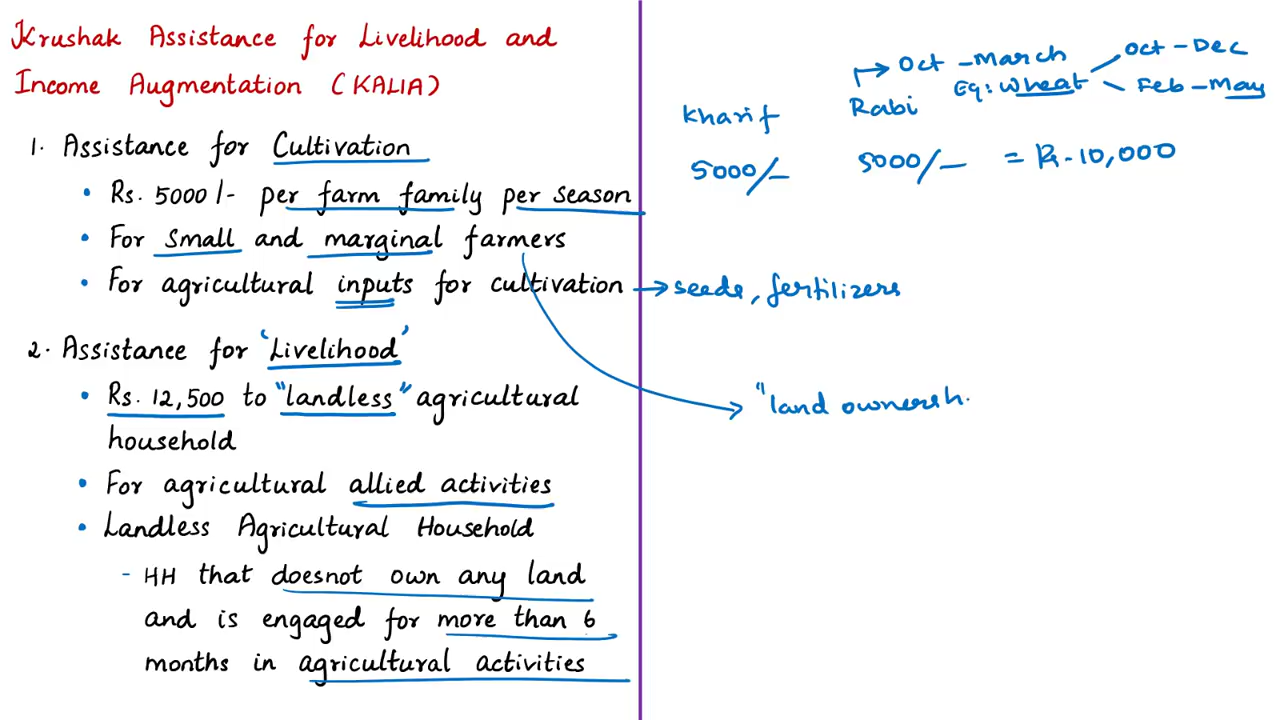 Krushak Assistance for Livelihood and
Income Augmentation (KALIA)
1. Assistance for Cultivation
• Rs. 5000/- per farm family per season
• For small and marginal farmers
• For agricultural inputs for cultivation → seeds, fertilizers
2. Assistance for 'Livelihood'
• Rs. 12,500 to "landless" agricultural
household
• For agricultural allied activities
• Landless Agricultural Household
- HH that doesnot own any land
and is engaged for more than 6
months in agricultural activities
Oct - March
Eg: Wheat
Oct - Dec
Feb - May
Kharif Rabi
5000/- 5000/- = Rs. 10,000
"land ownersh.